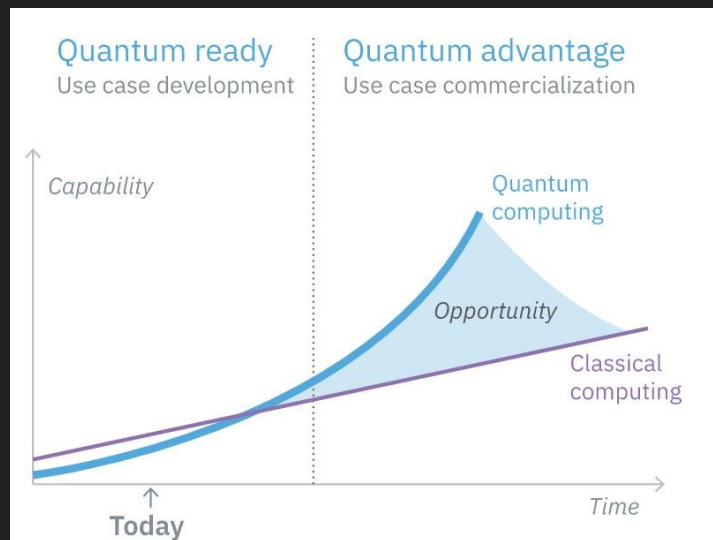 Quantum ready
Use case development
Quantum advantage
Use case commercialization
Capability
Quantum
computing
Opportunity
Classical
computing
Time
Today